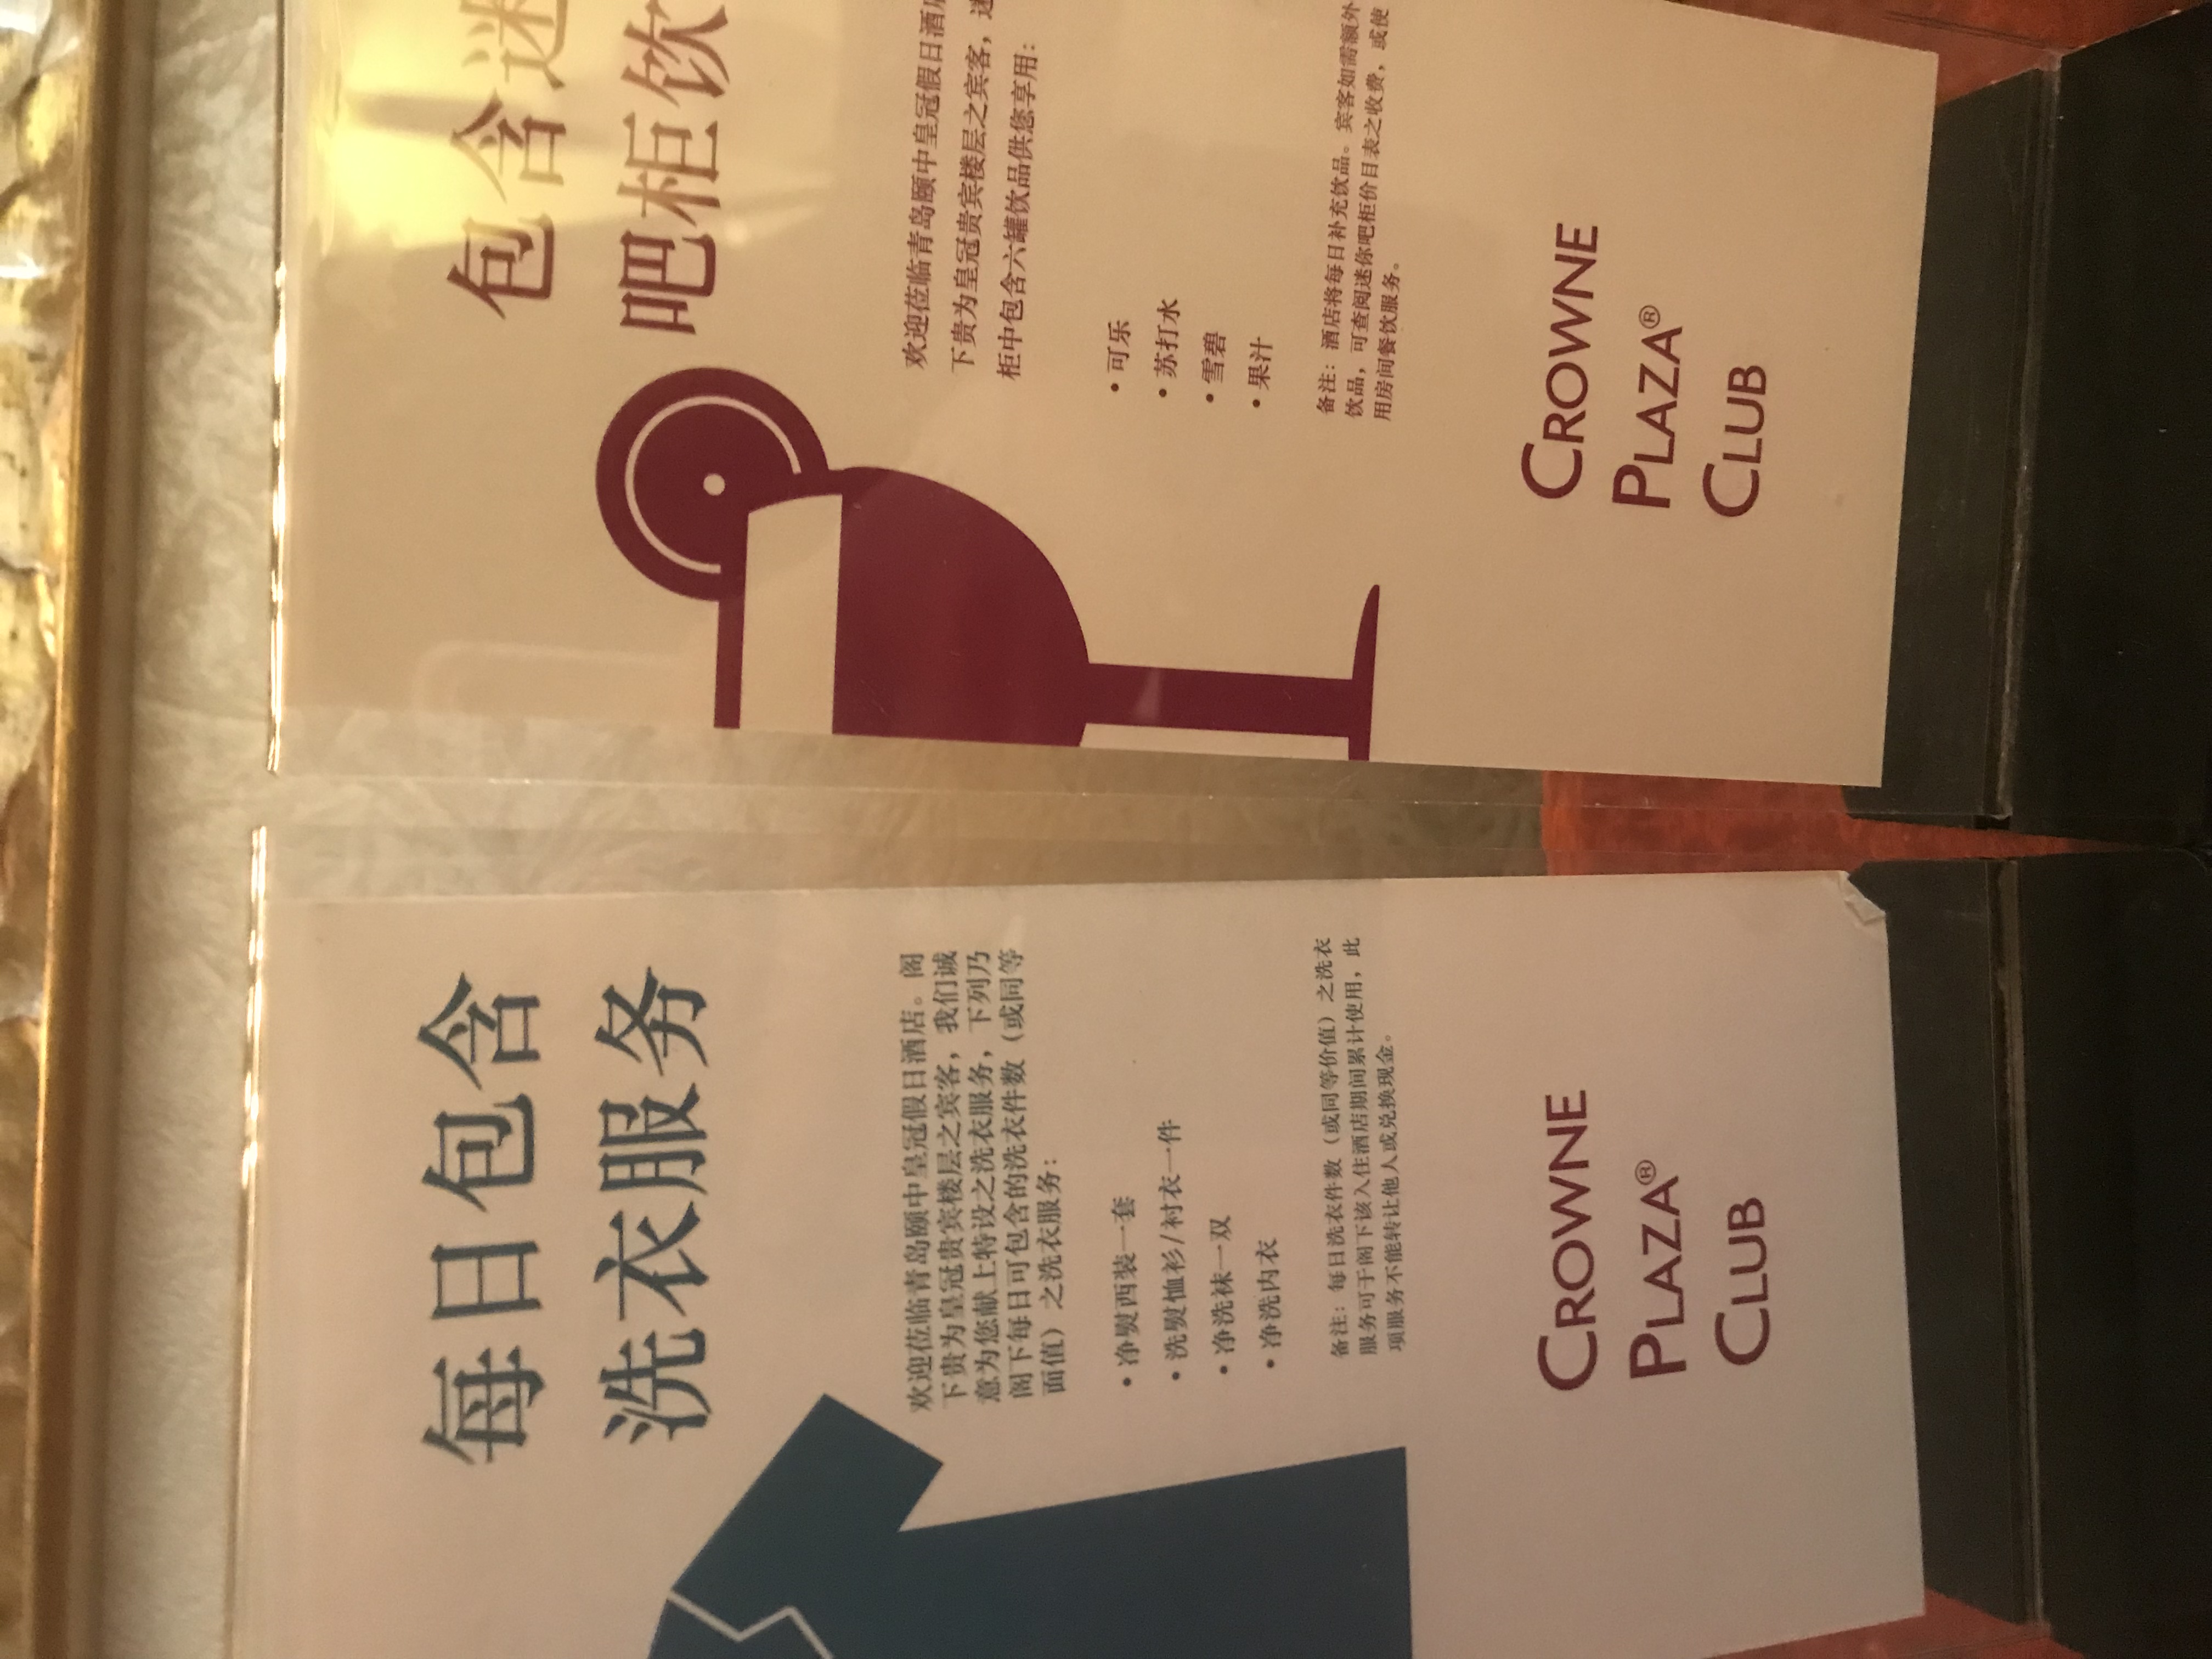 每日包含
洗衣服务
欢迎莅临青岛颐中皇冠假日酒店。阁
下贵为皇冠贵宾楼层之宾客，我们诚
意为您献上特设之洗衣服务，下列乃
阁下每日可包含的洗衣件数（或同等
面值）之洗衣服务：
• 净熨西装一套
• 洗熨恤衫/衬衣一件
• 净洗袜一双
• 净洗内衣
备注：每日洗衣件数（或同等价值）之洗衣
服务可于阁下该入住酒店期间累计使用，此
项服务不能转让他人或兑换现金。
CROWNE
PLAZA®
CLUB
包含迷
吧柜饮
欢迎莅临青岛颐中皇冠假日酒店
下贵为皇冠贵宾楼层之宾客，迷
柜中包含六罐饮品供您享用：
• 可乐
• 苏打水
• 雪碧
• 果汁
备注：酒店将每日补充饮品。宾客如需额外
饮品，可查阅迷你吧柜价目表之收费，或使
用房间餐饮服务。
CROWNE
PLAZA®
CLUB